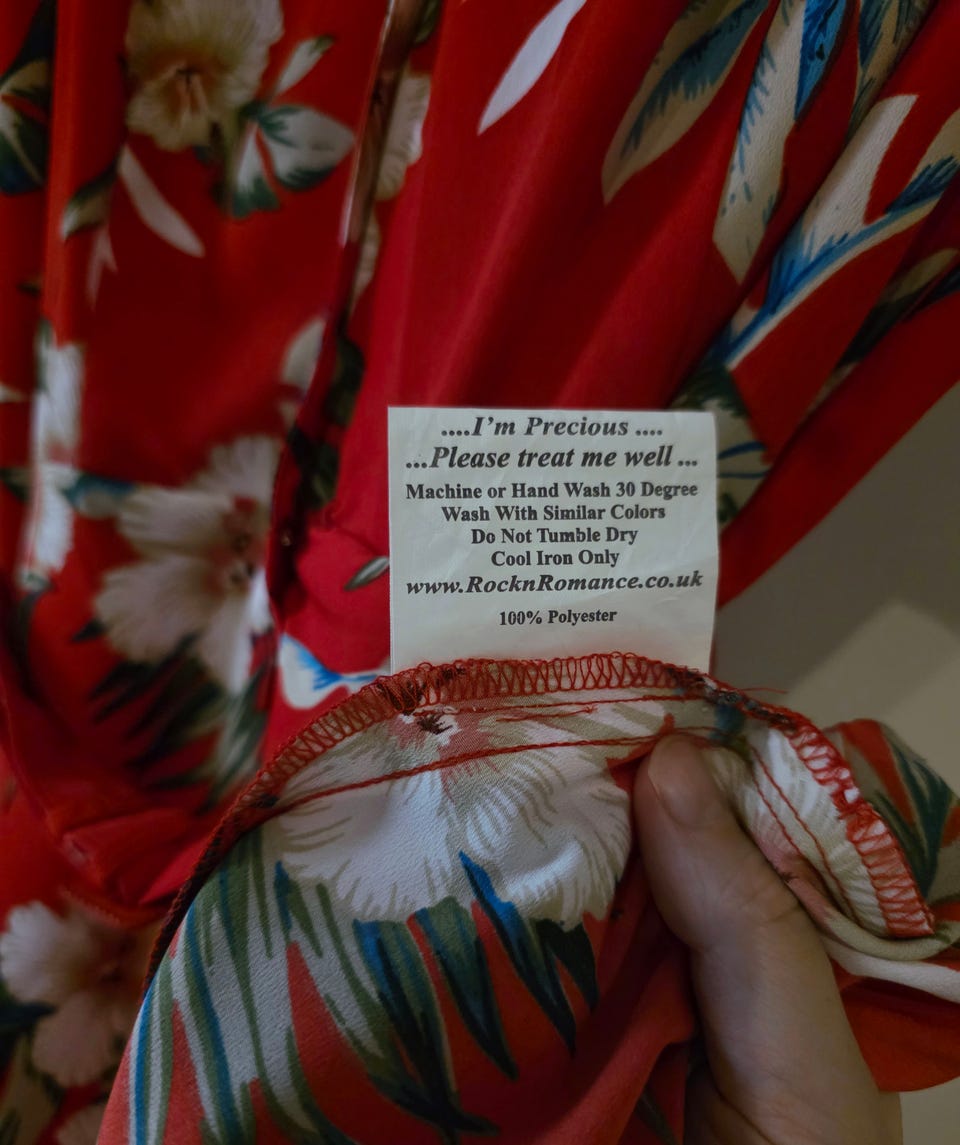 ....I'm Precious ....
...Please treat me well ...
Machine or Hand Wash 30 Degree
Wash With Similar Colors
Do Not Tumble Dry
Cool Iron Only
www.RocknRomance.co.uk
100% Polyester